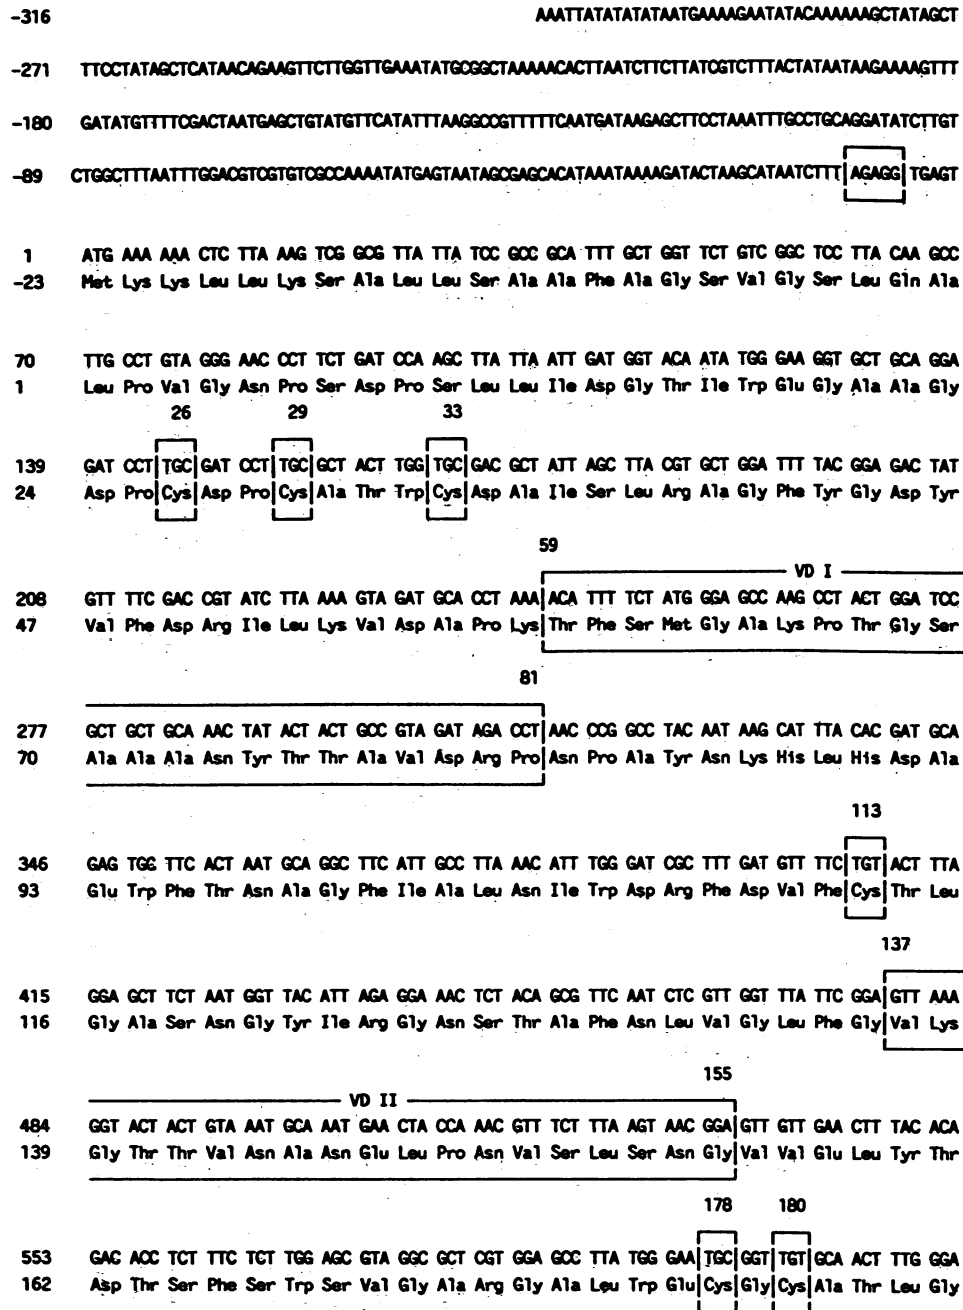 -316 AAATTATATATATAATGAAAAGAATATACAAAAAAGCTATAGCT
-271 TTCCTATAGCTCATAACAGAAGTTCTTGGTTGAAATATGCGGCTAAAAACACTTAATCTTCTTATCGTCTTTACTATAATAAGAAAAGTTT
-180 GATATGTTTTCGACTAATGAGCTGTATGTTCATATTTAAGGCCGTTTTTCAATGATAAGAGCTTCCTAAATTTGCCTGCAGGATATCTTGT
-89 CTGGCTTTAATTTGGACGTCGTGTCGCCAAAATATGAGTAATAGCGAGCACATAAATAAAAGATACTAAGCATAATCTTT AGAGG TGAGT
1 ATG AAA AAA CTC TTA AAG TCG GCG TTA TTA TCC GCC GCA TTT GCT GGT TCT GTC GGC TCC TTA CAA GCC
-23 Met Lys Lys Leu Leu Lys Ser Ala Leu Leu Ser Ala Ala Phe Ala Gly Ser Val Gly Ser Leu Gln Ala
70 TTG CCT GTA GGG AAC CCT TCT GAT CCA AGC TTA TTA ATT GAT GGT ACA ATA TGG GAA GGT GCT GCA GGA
1 Leu Pro Val Gly Asn Pro Ser Asp Pro Ser Leu Leu Ile Asp Gly Thr Ile Trp Glu Gly Ala Ala Gly
26 29 33
139 GAT CCT TGC GAT CCT TGC GCT ACT TGG TGC GAC GCT ATT AGC TTA CGT GCT GGA TTT TAC GGA GAC TAT
24 Asp Pro Cys Asp Pro Cys Ala Thr Trp Cys Asp Ala Ile Ser Leu Arg Ala Gly Phe Tyr Gly Asp Tyr
59
VD I
208 GTT TTC GAC CGT ATC TTA AAA GTA GAT GCA CCT AAA ACA TTT TCT ATG GGA GCC AAG CCT ACT GGA TCC
47 Val Phe Asp Arg Ile Leu Lys Val Asp Ala Pro Lys Thr Phe Ser Met Gly Ala Lys Pro Thr Gly Ser
81
277 GCT GCT GCA AAC TAT ACT ACT GCC GTA GAT AGA CCT AAC CCG GCC TAC AAT AAG CAT TTA CAC GAT GCA
70 Ala Ala Ala Asn Tyr Thr Thr Ala Val Asp Arg Pro Asn Pro Ala Tyr Asn Lys His Leu His Asp Ala
113
346 GAG TGG TTC ACT AAT GCA GGC TTC ATT GCC TTA AAC ATT TGG GAT CGC TTT GAT GTT TTC TGT ACT TTA
93 Glu Trp Phe Thr Asn Ala Gly Phe Ile Ala Leu Asn Ile Trp Asp Arg Phe Asp Val Phe Cys Thr Leu
137
415 GGA GCT TCT AAT GGT TAC ATT AGA GGA AAC TCT ACA GCG TTC AAT CTC GTT GGT TTA TTC GGA GTT AAA
116 Gly Ala Ser Asn Gly Tyr Ile Arg Gly Asn Ser Thr Ala Phe Asn Leu Val Gly Leu Phe Gly Val Lys
155
VD II
484 GGT ACT ACT GTA AAT GCA AAT GAA CTA CCA AAC GTT TCT TTA AGT AAC GGA GTT GTT GAA CTT TAC ACA
139 Gly Thr Thr Val Asn Ala Asn Glu Leu Pro Asn Val Ser Leu Ser Asn Gly Val Val Glu Leu Tyr Thr
178 180
553 GAC ACC TCT TTC TCT TGG AGC GTA GGC GCT CGT GGA GCC TTA TGG GAA TGC GGT TGT GCA ACT TTG GGA
162 Asp Thr Ser Phe Ser Trp Ser Val Gly Ala Arg Gly Ala Leu Trp Glu Cys Gly Cys Ala Thr Leu Gly